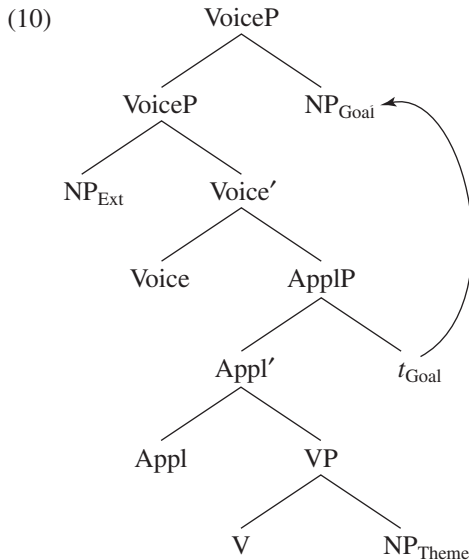 (10) VoiceP
VoiceP NP_Goal
NP_Ext Voice′
Voice ApplP
Appl′ t_Goal
Appl VP
V NP_Theme